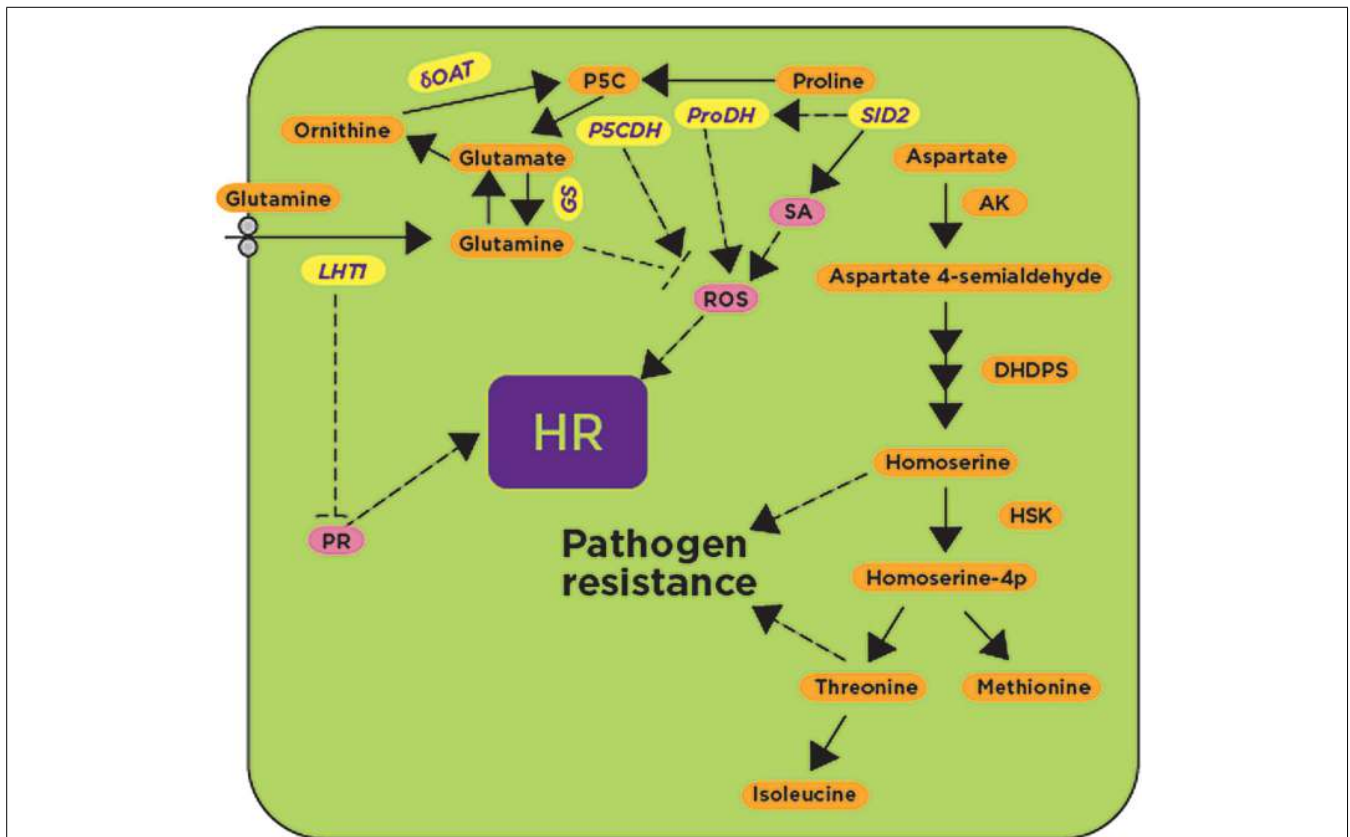 δOAT
P5C
Proline
Ornithine
P5CDH
ProDH
SID2
Glutamate
Aspartate
Glutamine
GS
SA
AK
Glutamine
LHT1
Aspartate 4-semialdehyde
ROS
DHDPS
HR
Homoserine
HSK
PR
Pathogen
resistance
Homoserine-4p
Threonine
Methionine
Isoleucine